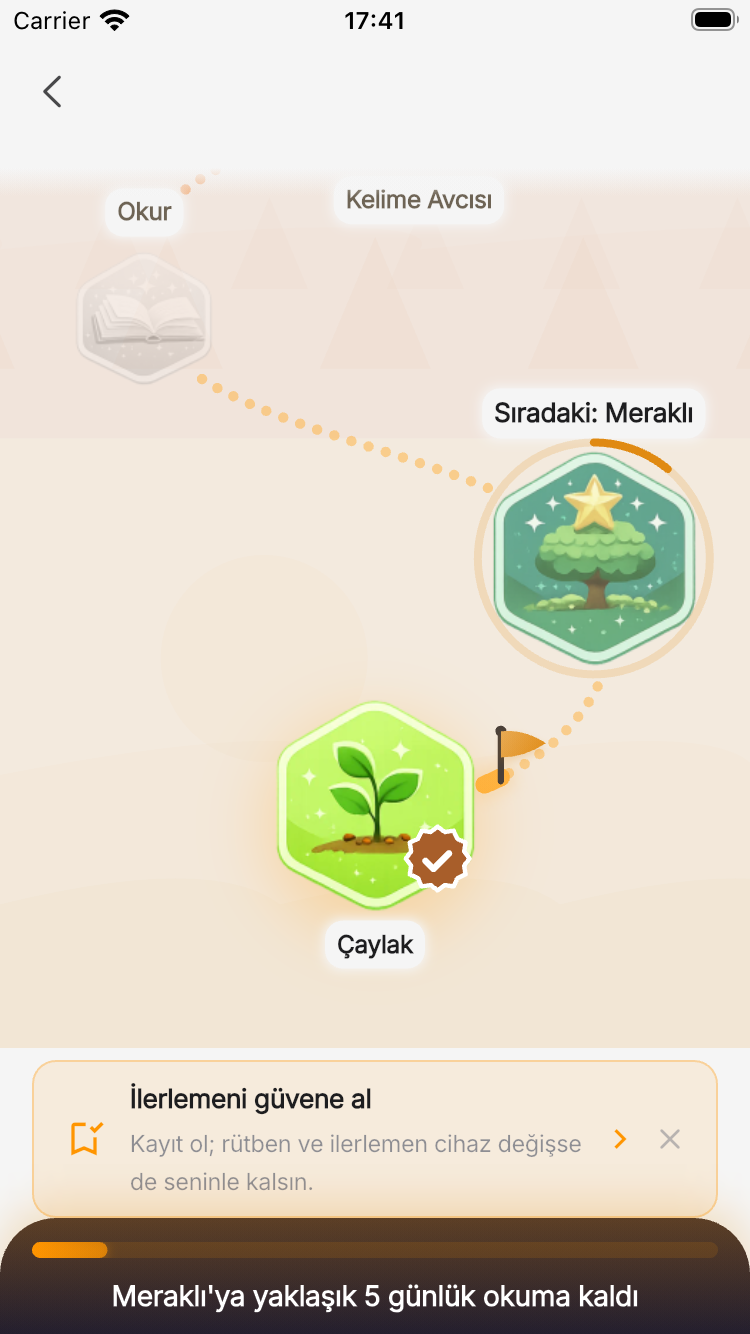 Carrier
17:41
Kelime Avcısı
Okur
Sıradaki: Meraklı
Çaylak
İlerlemeni güvene al
Kayıt ol; rütben ve ilerlemen cihaz değişse
de seninle kalsın.
Meraklı'ya yaklaşık 5 günlük okuma kaldı